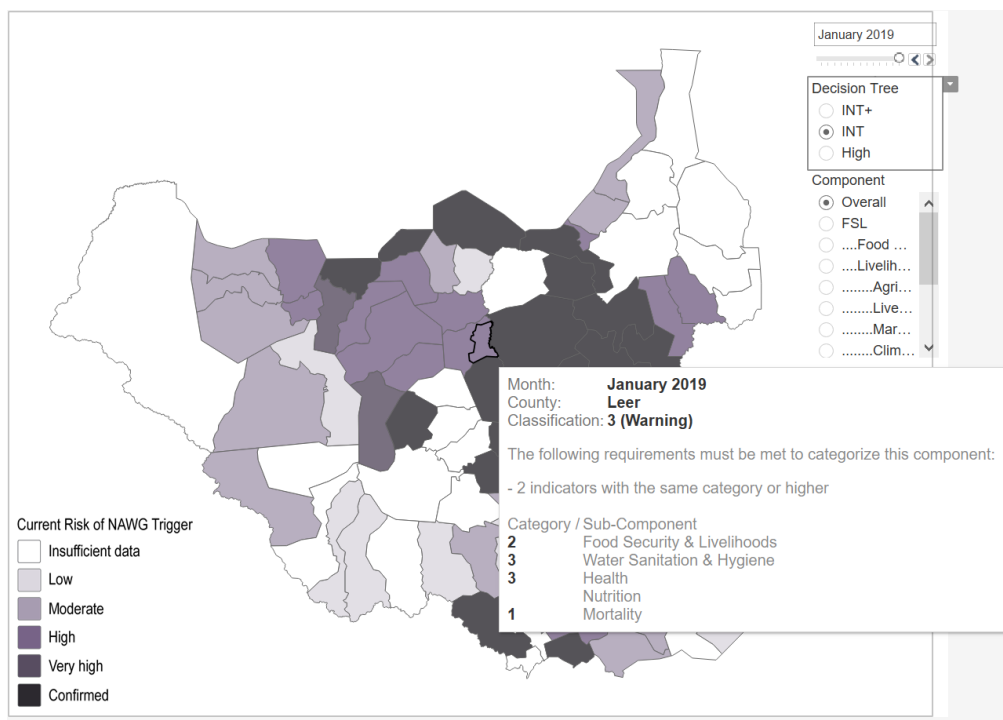 January 2019
Decision Tree
INT+
INT
High
Component
Overall
FSL
....Food ...
....Livelih...
........Agri...
........Live...
........Mar...
........Clim...
Month: January 2019
County: Leer
Classification: 3 (Warning)
The following requirements must be met to categorize this component:
- 2 indicators with the same category or higher
Category / Sub-Component
2 Food Security & Livelihoods
3 Water Sanitation & Hygiene
3 Health
Nutrition
1 Mortality
Current Risk of NAWG Trigger
Insufficient data
Low
Moderate
High
Very high
Confirmed